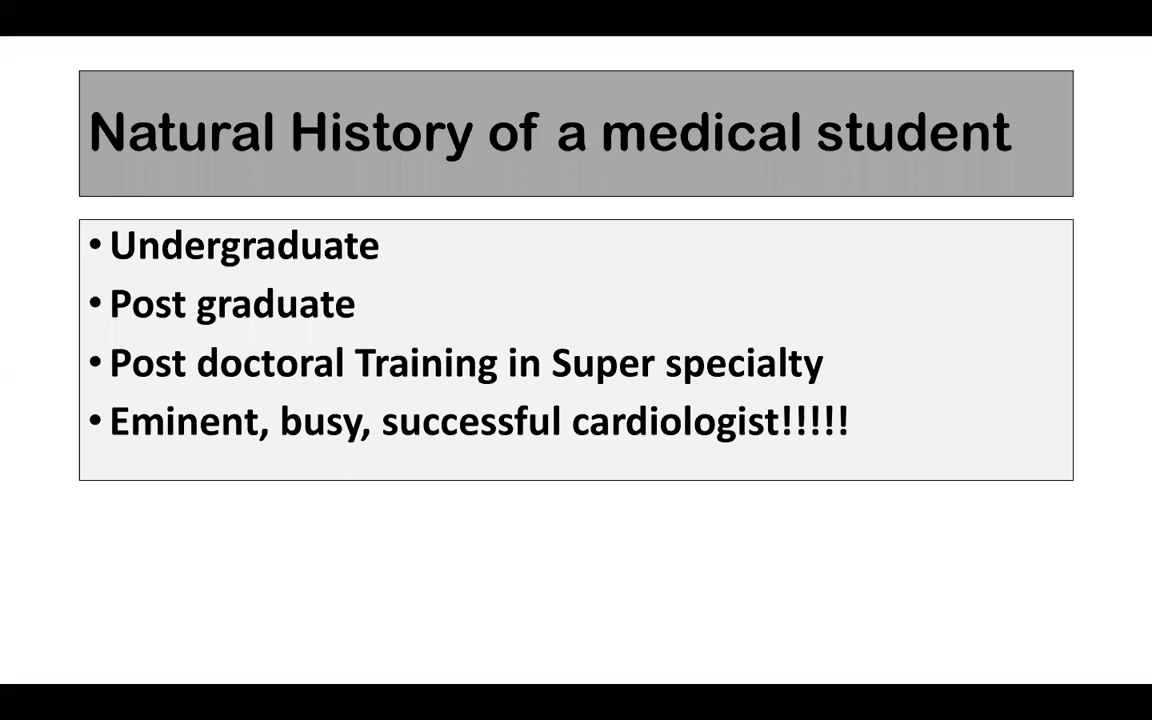 Natural History of a medical student
• Undergraduate
• Post graduate
• Post doctoral Training in Super specialty
• Eminent, busy, successful cardiologist!!!!!